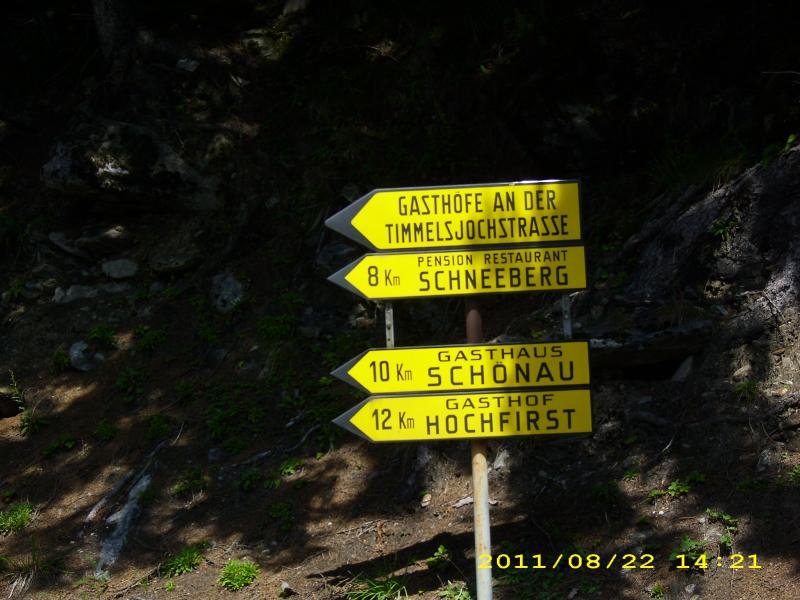 GASTHÖFE AN DER
TIMMELSJOCHSTRASSE
PENSION RESTAURANT
8 Km SCHNEEBERG
GASTHAUS
10 Km SCHÖNAU
GASTHOF
12 Km HOCHFIRST
2011/08/22 14:21